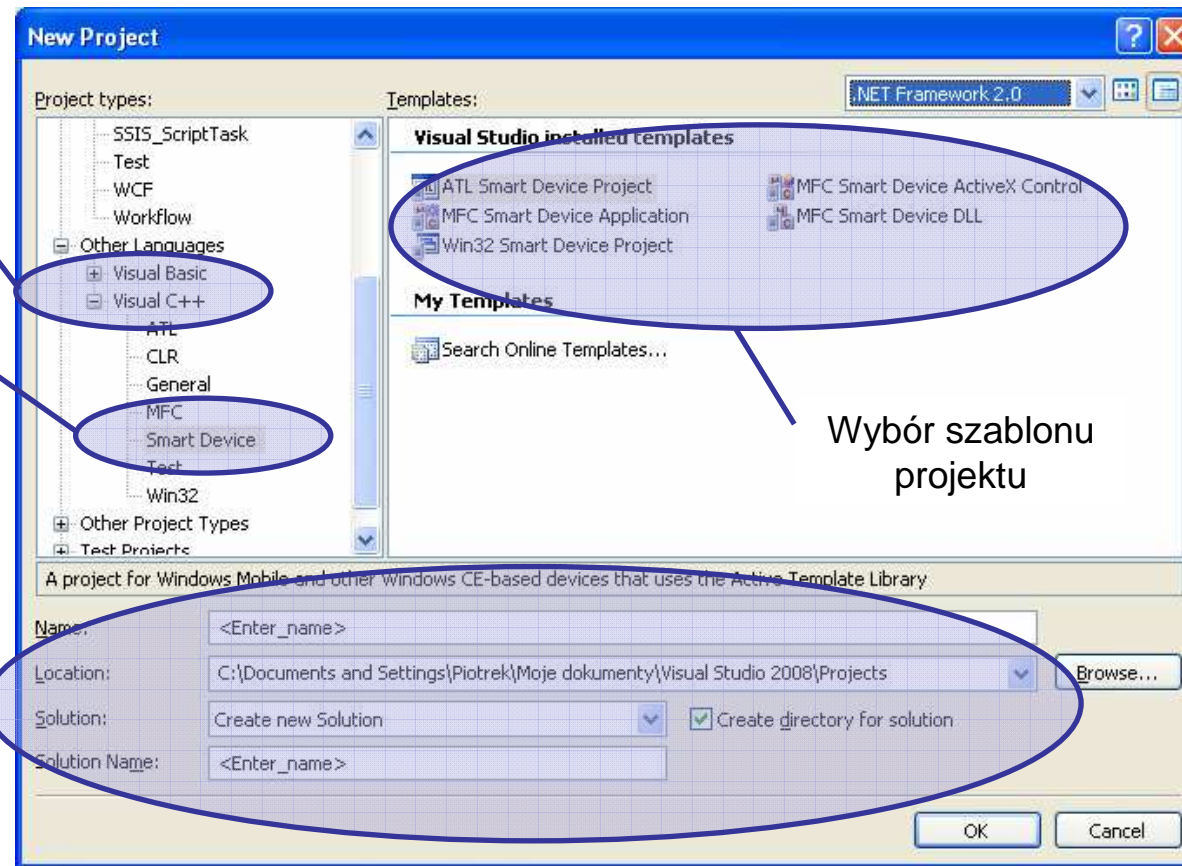 New Project
Project types:
Templates:
.NET Framework 2.0
SSIS_ScriptTask
Test
WCF
Workflow
Other Languages
Visual Basic
Visual C++
ATL
CLR
General
MFC
Smart Device
Test
Win32
Other Project Types
Test Projects
Visual Studio installed templates
ATL Smart Device Project
MFC Smart Device ActiveX Control
MFC Smart Device Application
MFC Smart Device DLL
Win32 Smart Device Project
My Templates
Search Online Templates...
Wybór szablonu
projektu
A project for Windows Mobile and other Windows CE-based devices that uses the Active Template Library
Name:
<Enter_name>
Location:
C:\Documents and Settings\Piotrek\Moje dokumenty\Visual Studio 2008\Projects
Browse...
Solution:
Create new Solution
Create directory for solution
Solution Name:
<Enter_name>
OK
Cancel